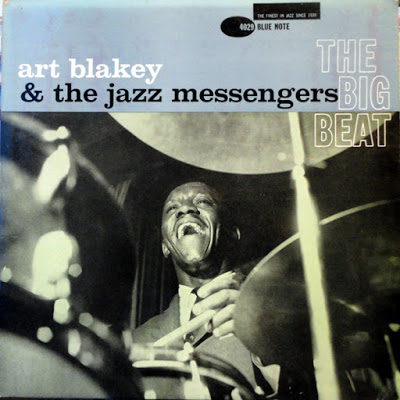 THE FINEST IN JAZZ SINCE 1939
4029 BLUE NOTE
art blakey
& the jazz messengers
THE
BIG
BEAT